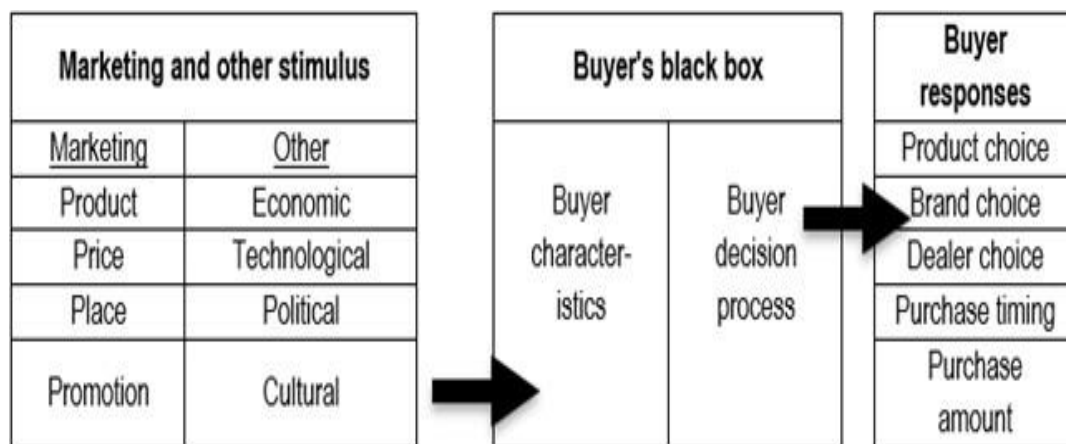 Marketing and other stimulus
Marketing Other
Product Economic
Price Technological
Place Political
Promotion Cultural
Buyer's black box
Buyer
character-
istics
Buyer
decision
process
Buyer
responses
Product choice
Brand choice
Dealer choice
Purchase timing
Purchase
amount